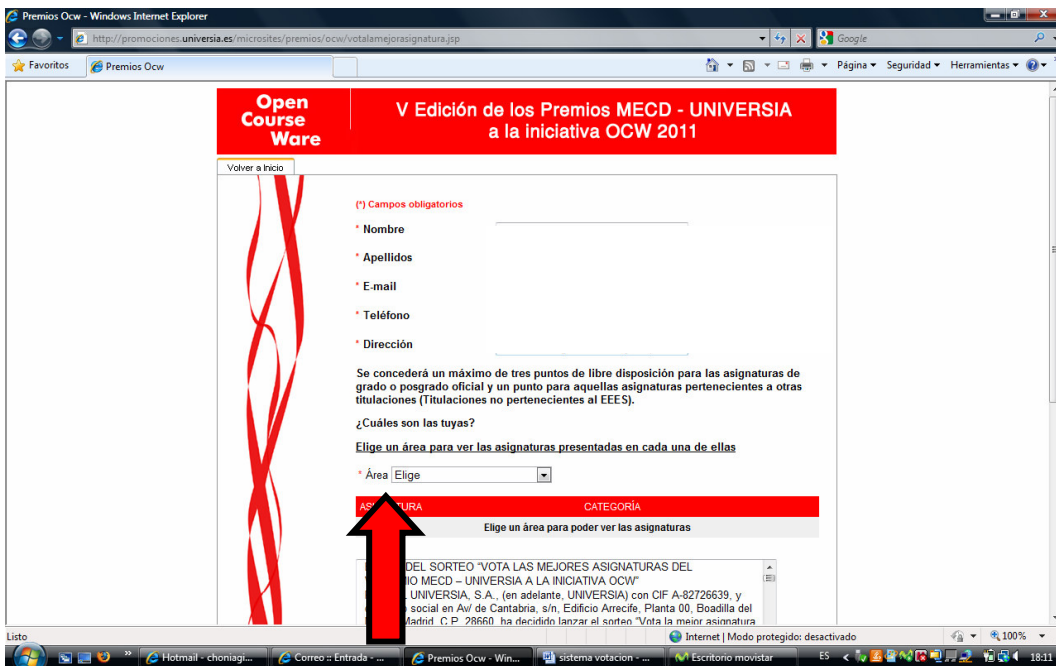 Premios Ocw - Windows Internet Explorer
http://promociones.universia.es/microsites/premios/ocw/votalamejorasignatura.jsp
Google
Favoritos
Premios Ocw
Página
Seguridad
Herramientas
Open
Course
Ware
V Edición de los Premios MECD - UNIVERSIA
a la iniciativa OCW 2011
Volver a Inicio
(*) Campos obligatorios
* Nombre
* Apellidos
* E-mail
* Teléfono
* Dirección
Se concederá un máximo de tres puntos de libre disposición para las asignaturas de
grado o posgrado oficial y un punto para aquellas asignaturas pertenecientes a otras
titulaciones (Titulaciones no pertenecientes al EEES).
¿Cuáles son las tuyas?
Elige un área para ver las asignaturas presentadas en cada una de ellas
* Área Elige
CATEGORÍA
Elige un área para poder ver las asignaturas
DEL SORTEO "VOTA LAS MEJORES ASIGNATURAS DEL
MECD – UNIVERSIA A LA INICIATIVA OCW"
UNIVERSIA, S.A., (en adelante, UNIVERSIA) con CIF A-82726639, y
social en Av/ de Cantabria, s/n, Edificio Arrecife, Planta 00, Boadilla del
Madrid, C.P. 28660, ha decidido lanzar el sorteo "Vota la mejor asignatura
Listo
Internet | Modo protegido: desactivado
100%
Hotmail - choniagi...
Correo :: Entrada - ...
Premios Ocw - Win...
sistema votacion - ...
Escritorio movistar
ES
18:11